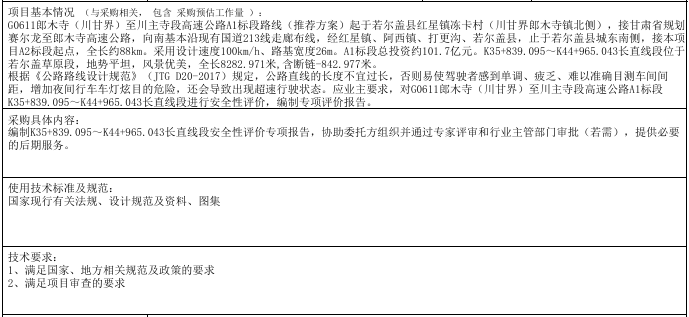 项目基本情况 （与采购相关， 包含 采购预估工作量 ）：
G0611郎木寺（川甘界）至川主寺段高速公路A1标段路线（推荐方案）起于若尔盖县红星镇冻卡村（川甘界郎木寺镇北侧），接甘肃省规划
赛尔龙至郎木寺高速公路，向南基本沿现有国道213线走廊布线，经红星镇、阿西镇、打更沟、若尔盖县，止于若尔盖县城东南侧，接本项
目A2标段起点，全长约88km。采用设计速度100km/h、路基宽度26m。A1标段总投资约101.7亿元。K35+839.095～K44+965.043长直线段位于
若尔盖草原段，地势平坦，风景优美，全长8282.971米,含断链-842.977米。
根据《公路路线设计规范》（JTG D20-2017）规定，公路直线的长度不宜过长，否则易使驾驶者感到单调、疲乏、难以准确目测车间间
距，增加夜间行车车灯炫目的危险，还会导致出现超速行驶状态。应业主要求，对G0611郎木寺（川甘界）至川主寺段高速公路A1标段
K35+839.095～K44+965.043长直线段进行安全性评价，编制专项评价报告。
采购具体内容：
编制K35+839.095～K44+965.043长直线段安全性评价专项报告，协助委托方组织并通过专家评审和行业主管部门审批（若需），提供必要
的后期服务。
使用技术标准及规范：
国家现行有关法规、设计规范及资料、图集
技术要求：
1、满足国家、地方相关规范及政策的要求
2、满足项目审查的要求